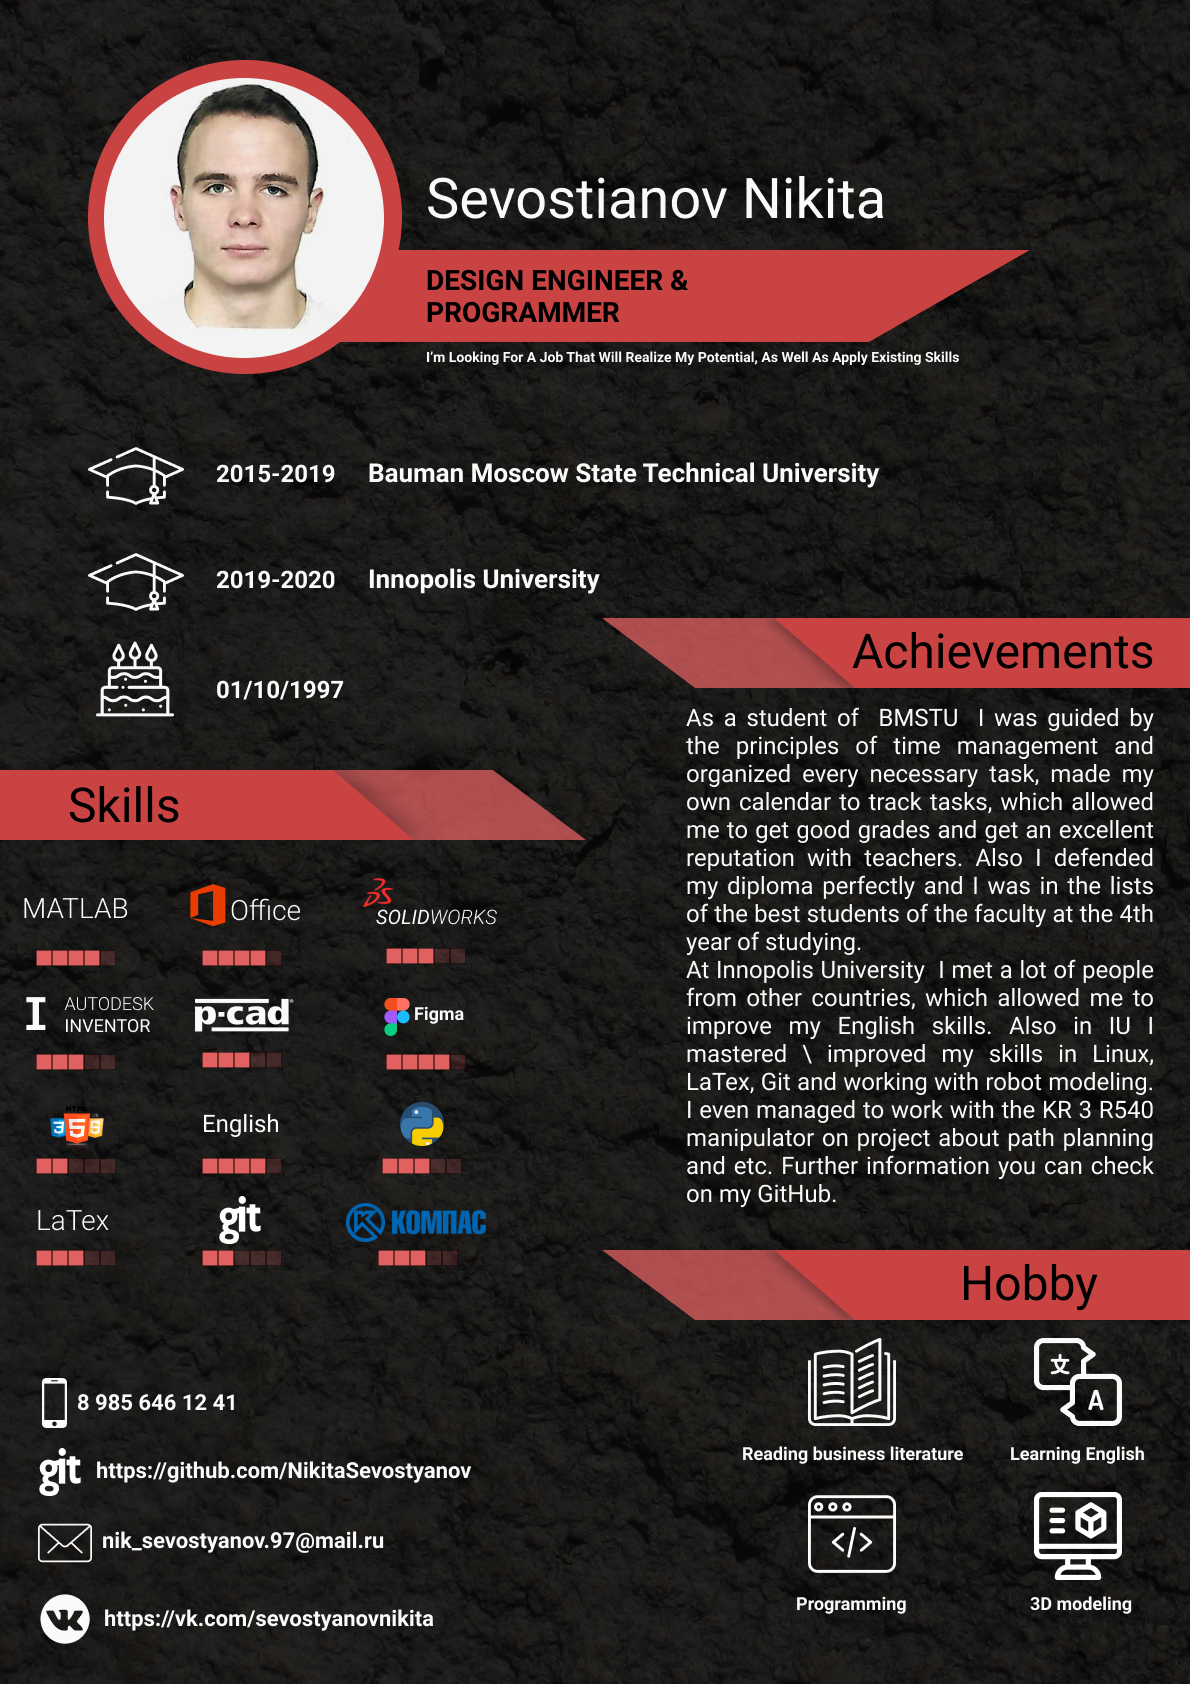 Sevostianov Nikita
DESIGN ENGINEER &
PROGRAMMER
I'm Looking For A Job That Will Realize My Potential, As Well As Apply Existing Skills
2015-2019 Bauman Moscow State Technical University
2019-2020 Innopolis University
01/10/1997
Skills
MATLAB
Office
SOLIDWORKS
AUTODESK
INVENTOR
p-cad
Figma
3 5 S
English
LaTex
git
КОМПАС
8 985 646 12 41
git https://github.com/NikitaSevostyanov
nik_sevostyanov.97@mail.ru
https://vk.com/sevostyanovnikita
Achievements
As a student of BMSTU I was guided by
the principles of time management and
organized every necessary task, made my
own calendar to track tasks, which allowed
me to get good grades and get an excellent
reputation with teachers. Also I defended
my diploma perfectly and I was in the lists
of the best students of the faculty at the 4th
year of studying.
At Innopolis University I met a lot of people
from other countries, which allowed me to
improve my English skills. Also in IU I
mastered \ improved my skills in Linux,
LaTex, Git and working with robot modeling.
I even managed to work with the KR 3 R540
manipulator on project about path planning
and etc. Further information you can check
on my GitHub.
Hobby
文
A
Reading business literature
Learning English
</>
Programming
3D modeling